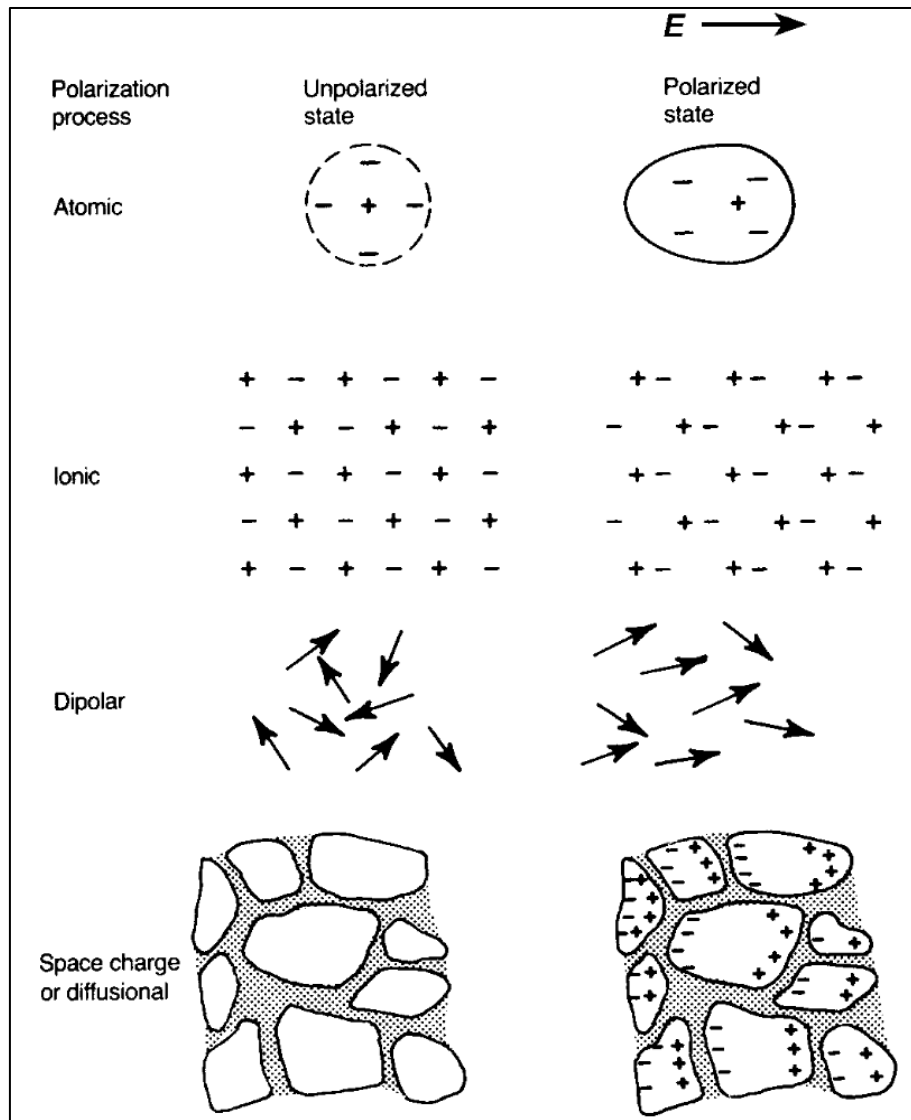 E
Polarization
process
Unpolarized
state
Polarized
state
Atomic
− + − − −
− − + − −
Ionic
+ − + − + −
+ − + − + −
− + − + − +
− + − + − +
+ − + − + −
+ − + − + −
− + − + − +
− + − + − +
+ − + − + −
+ − + − + −
Dipolar
Space charge
or diffusional